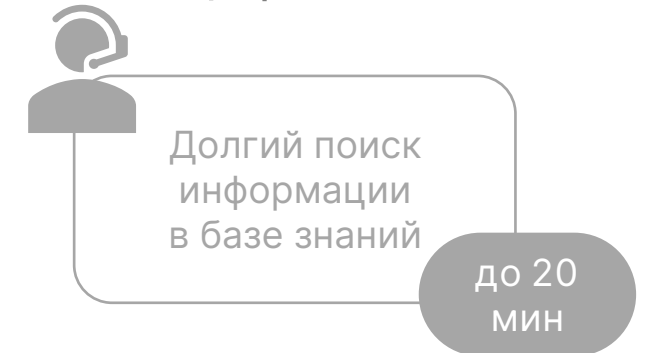 Долгий поиск
информации
в базе знаний
до 20
мин